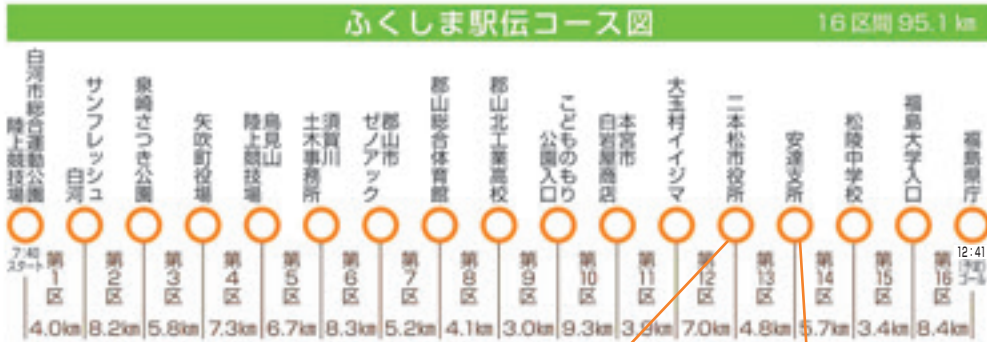 ふくしま駅伝コース図
16区間 95.1km
白河市総合運動公園
陸上競技場
サンフレッシュ
白河
泉崎さつき公園
矢吹町役場
鳥見山
陸上競技場
須賀川
土木事務所
郡山市
ゼノアック
郡山総合体育館
郡山北工業高校
こどものもり
公園入口
本宮市
白岩屋商店
大玉村イイジマ
二本松市役所
安達支所
松陵中学校
福島大学入口
福島県庁
7:40
スタート
12:41
(予定)
ゴール
第1区
第2区
第3区
第4区
第5区
第6区
第7区
第8区
第9区
第10区
第11区
第12区
第13区
第14区
第15区
第16区
4.0km
8.2km
5.8km
7.3km
6.7km
8.3km
5.2km
4.1km
3.0km
9.3km
3.9km
7.0km
4.8km
5.7km
3.4km
8.4km